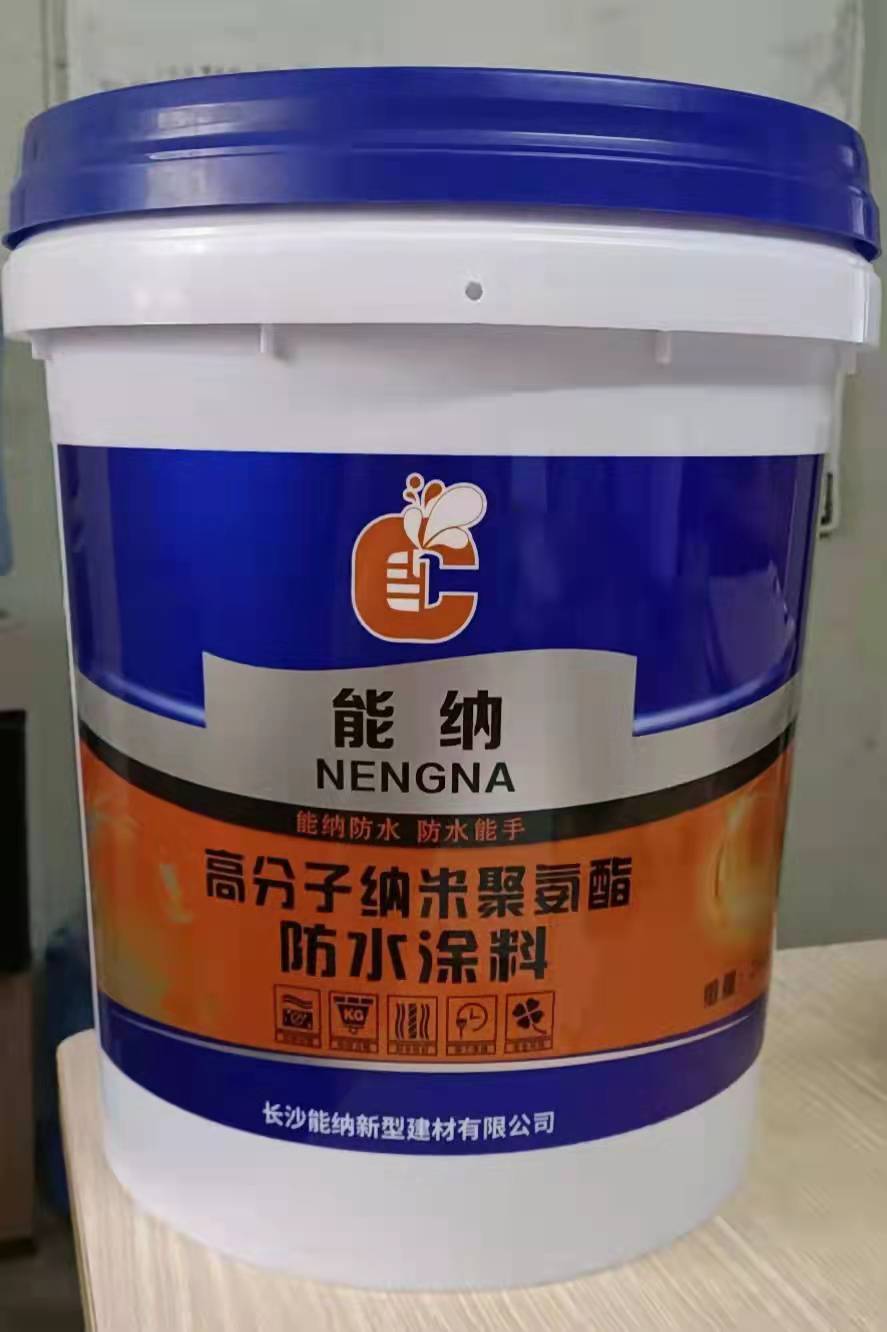 能纳
NENGNA
能纳防水 防水能手
高分子纳米聚氨酯
防水涂料
KG
长沙能纳新型建材有限公司